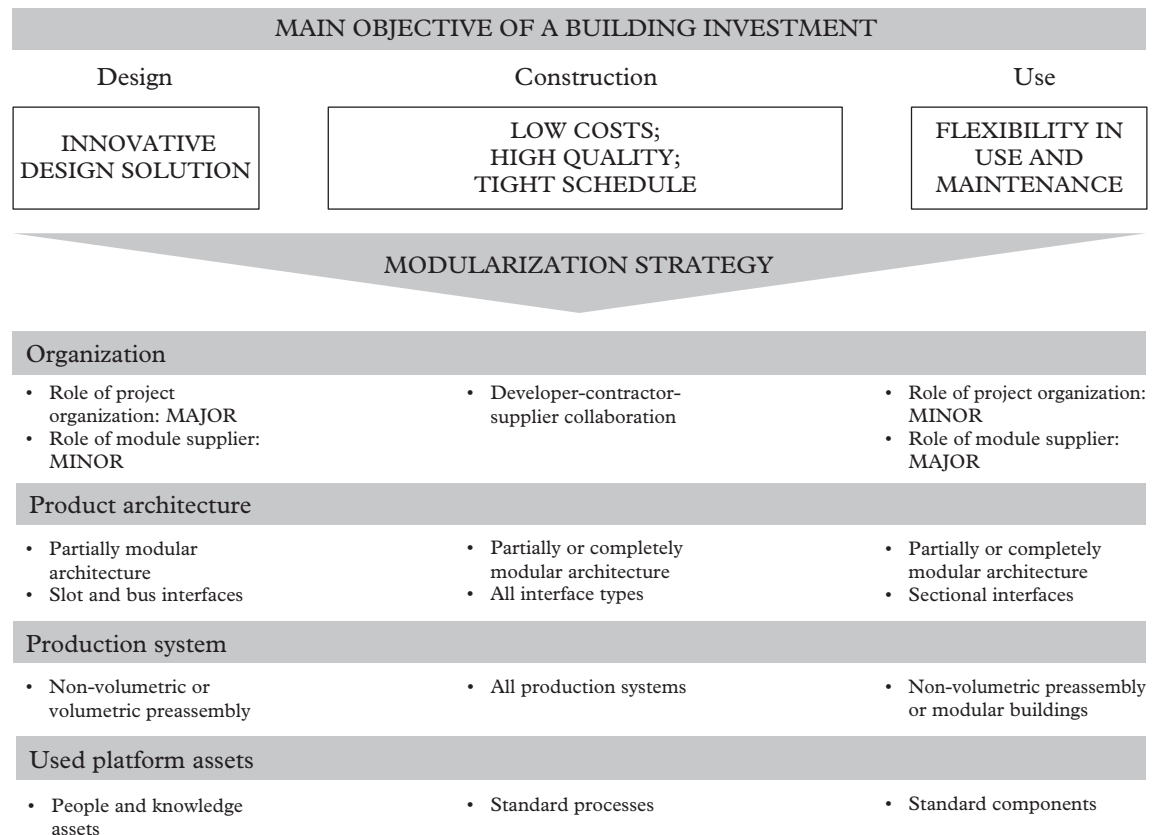 MAIN OBJECTIVE OF A BUILDING INVESTMENT
Design
Construction
Use
INNOVATIVE
DESIGN SOLUTION
LOW COSTS;
HIGH QUALITY;
TIGHT SCHEDULE
FLEXIBILITY IN
USE AND
MAINTENANCE
MODULARIZATION STRATEGY
Organization
• Role of project
organization: MAJOR
• Role of module supplier:
MINOR
• Developer-contractor-
supplier collaboration
• Role of project organization:
MINOR
• Role of module supplier:
MAJOR
Product architecture
• Partially modular
architecture
• Slot and bus interfaces
• Partially or completely
modular architecture
• All interface types
• Partially or completely
modular architecture
• Sectional interfaces
Production system
• Non-volumetric or
volumetric preassembly
• All production systems
• Non-volumetric preassembly
or modular buildings
Used platform assets
• People and knowledge
assets
• Standard processes
• Standard components